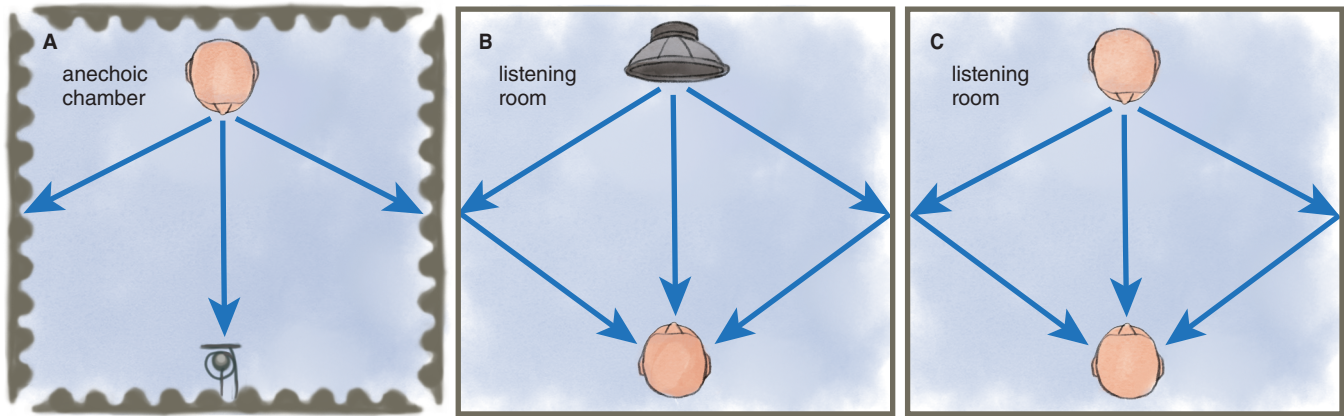 A
anechoic
chamber
B
listening
room
C
listening
room